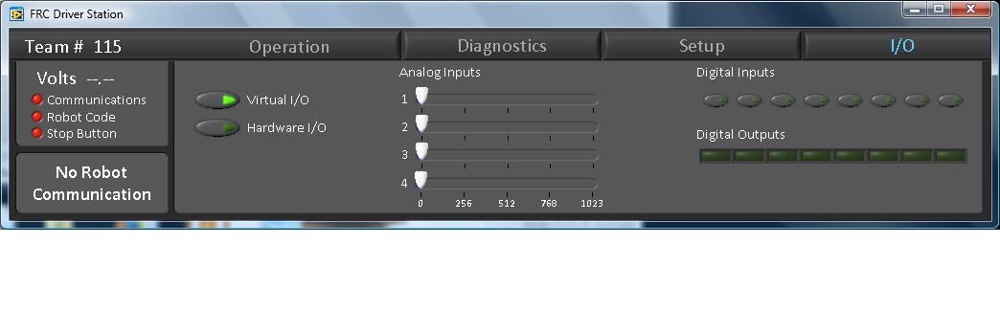 FRC Driver Station
Team # 115
Operation
Diagnostics
Setup
I/O
Volts --.--
Communications
Robot Code
Stop Button
No Robot
Communication
Virtual I/O
Hardware I/O
Analog Inputs
1
2
3
4
0 256 512 768 1023
Digital Inputs
Digital Outputs